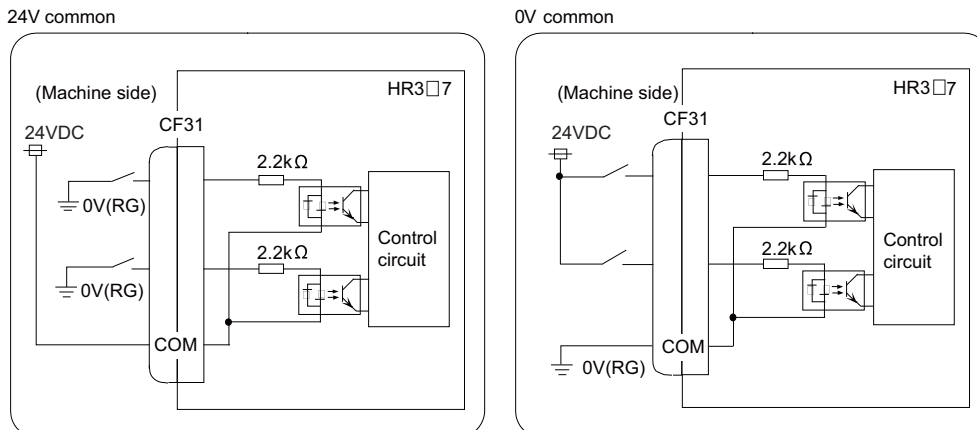 24V common
HR3□7
(Machine side)
CF31
24VDC
2.2kΩ
0V(RG)
2.2kΩ
Control
circuit
0V(RG)
COM
0V common
HR3□7
(Machine side)
CF31
24VDC
2.2kΩ
2.2kΩ
Control
circuit
COM
0V(RG)